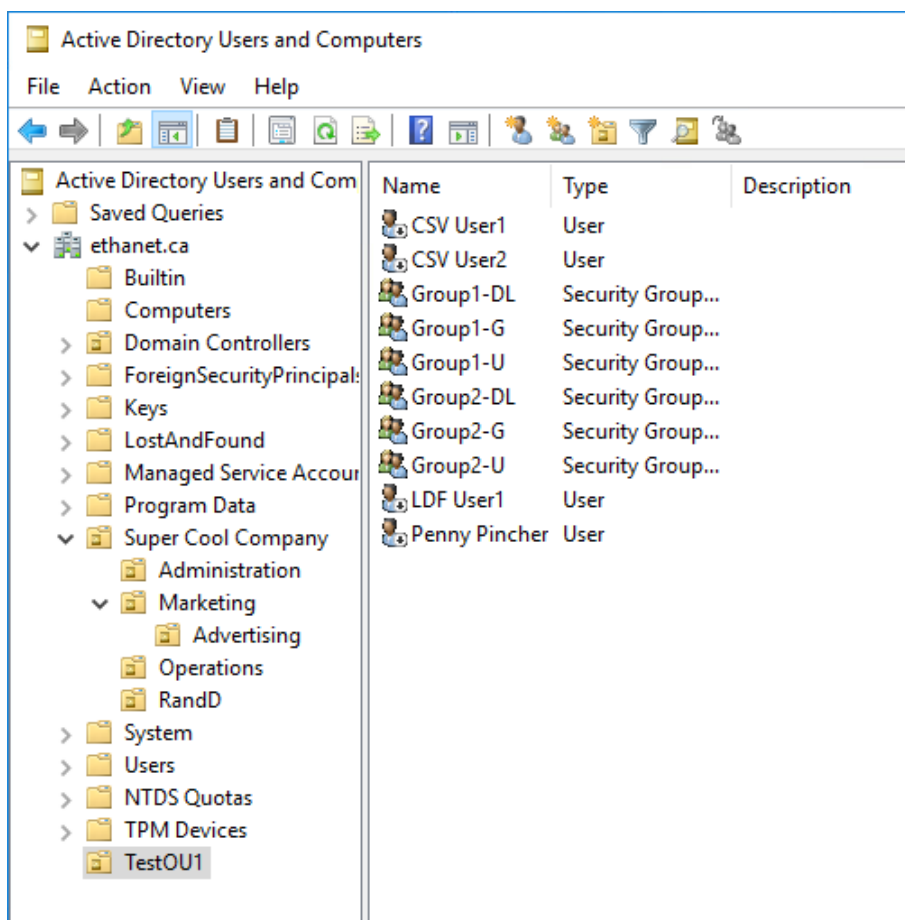 Active Directory Users and Computers
File Action View Help
Active Directory Users and Com
Saved Queries
ethanet.ca
Builtin
Computers
Domain Controllers
ForeignSecurityPrincipals
Keys
LostAndFound
Managed Service Accour
Program Data
Super Cool Company
Administration
Marketing
Advertising
Operations
RandD
System
Users
NTDS Quotas
TPM Devices
TestOU1
Name Type Description
CSV User1 User
CSV User2 User
Group1-DL Security Group...
Group1-G Security Group...
Group1-U Security Group...
Group2-DL Security Group...
Group2-G Security Group...
Group2-U Security Group...
LDF User1 User
Penny Pincher User